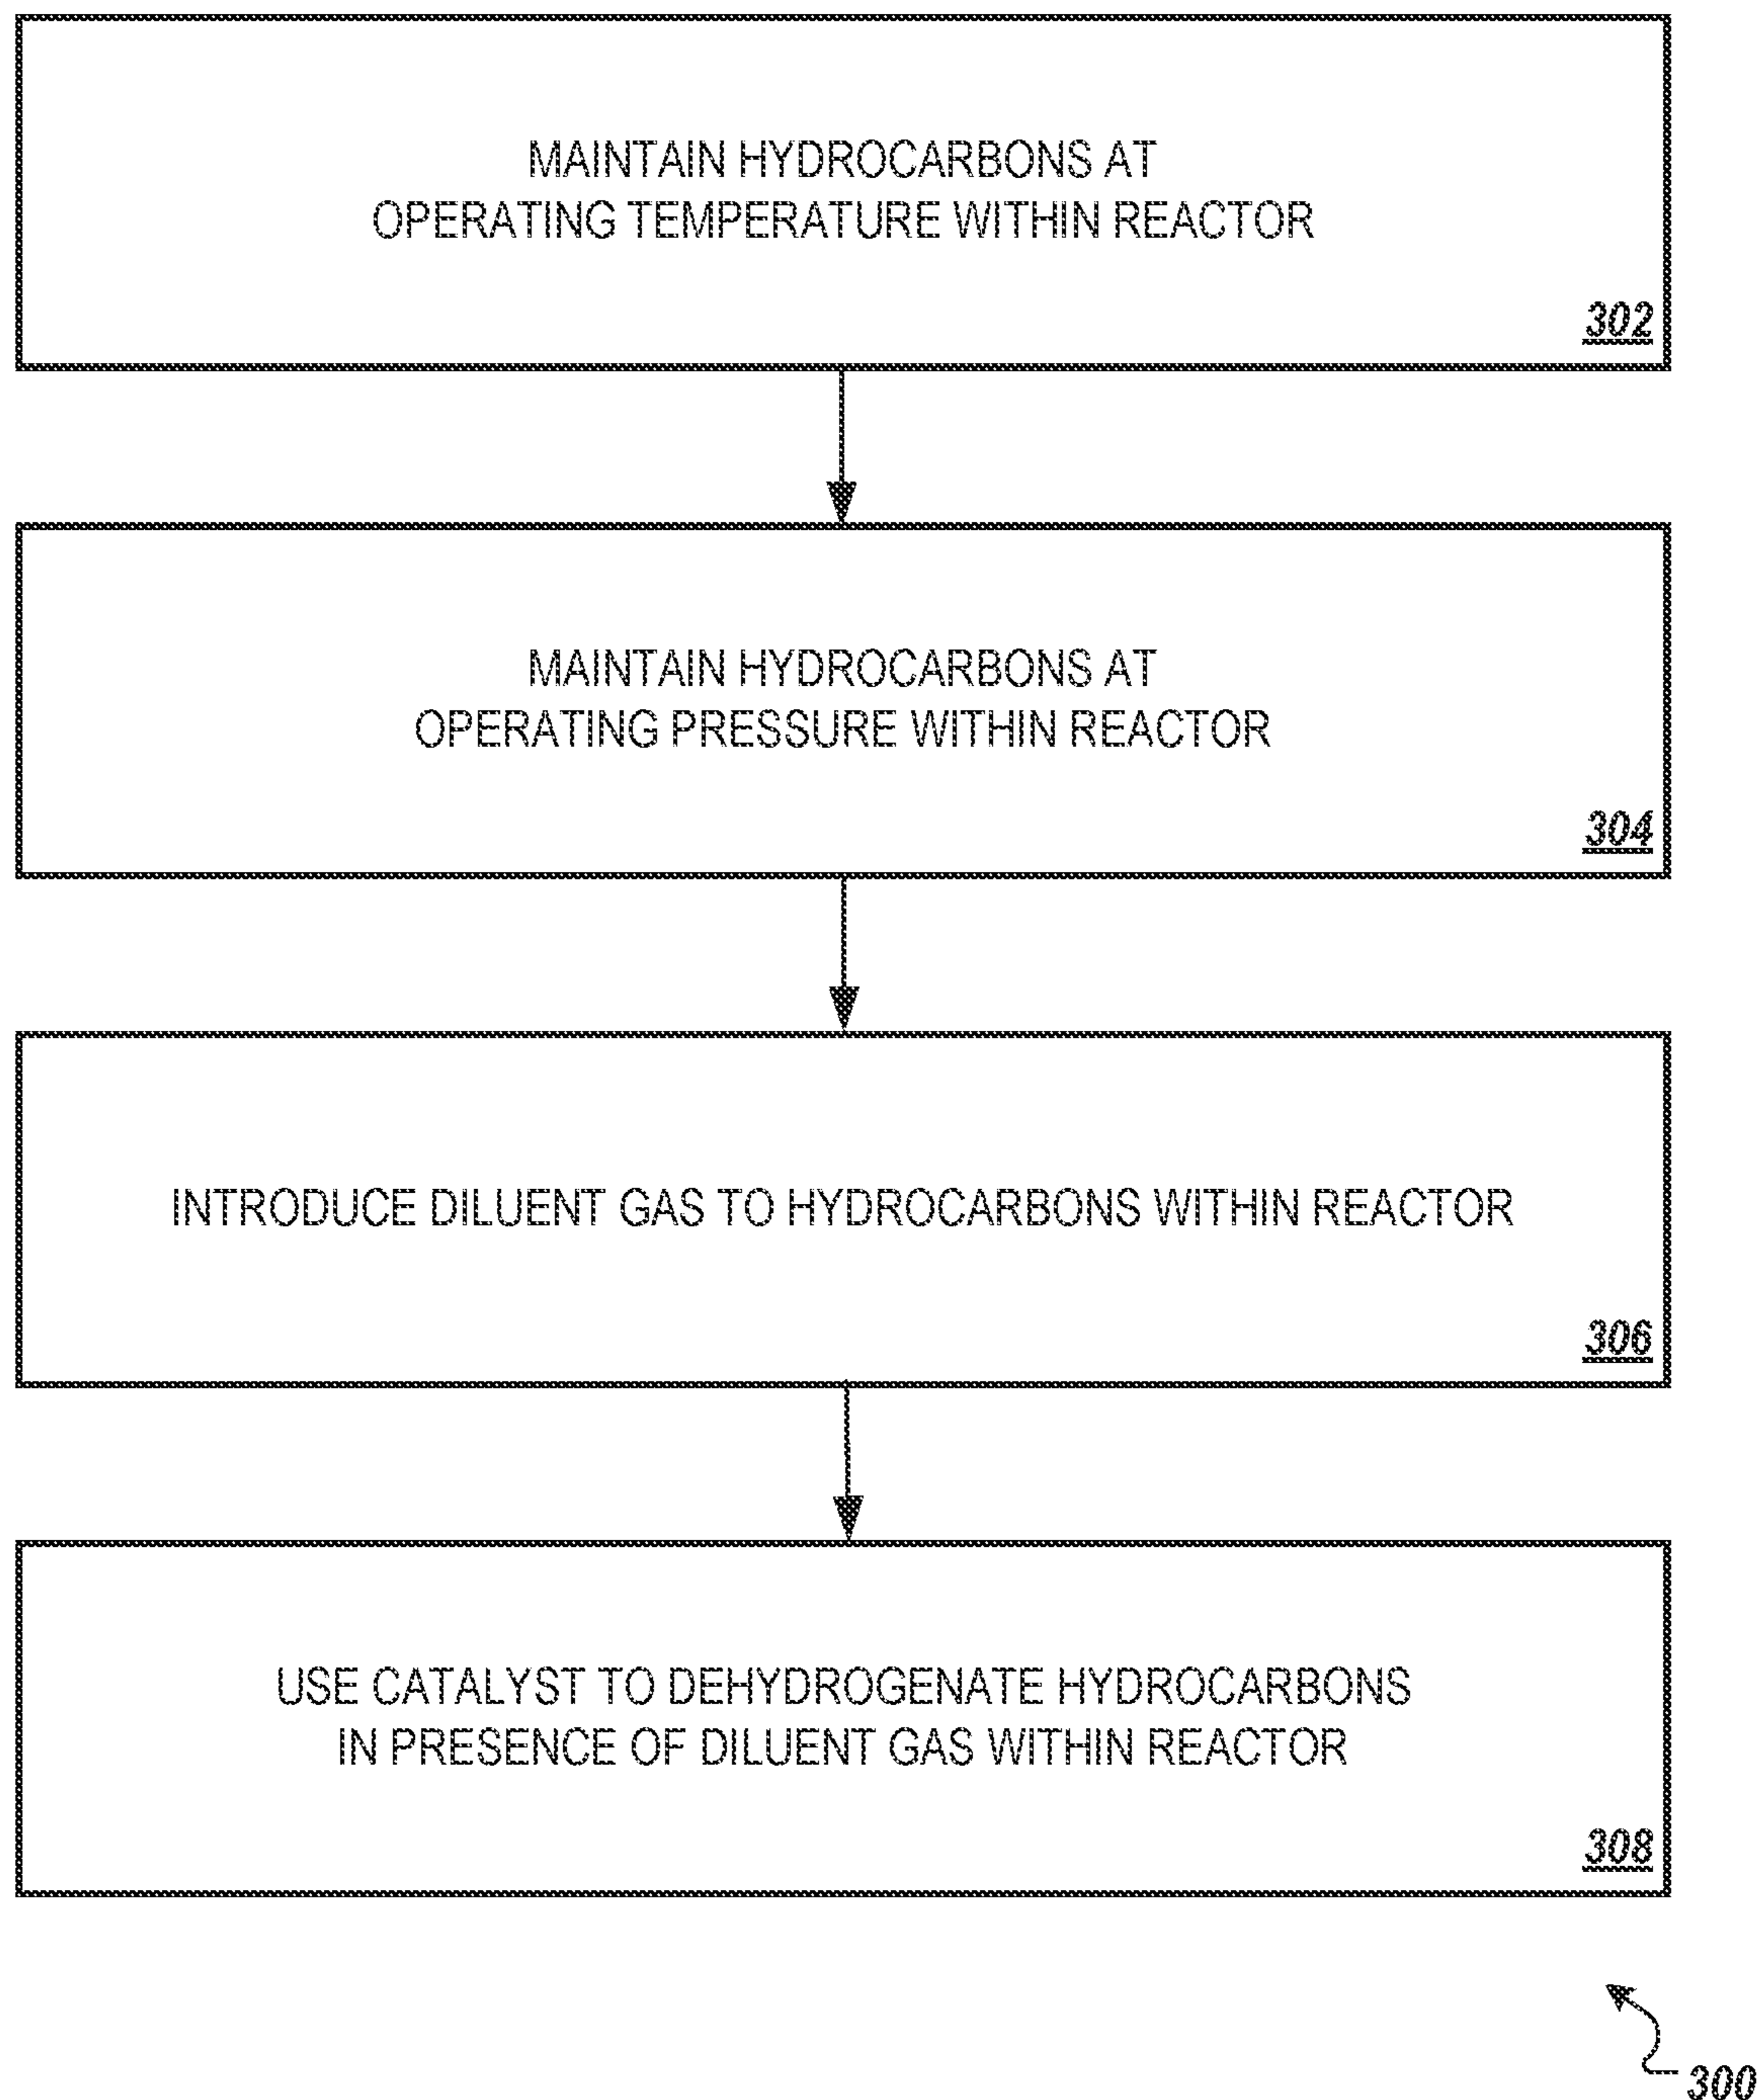 MAINTAIN HYDROCARBONS AT
OPERATING TEMPERATURE WITHIN REACTOR
302
MAINTAIN HYDROCARBONS AT
OPERATING PRESSURE WITHIN REACTOR
304
INTRODUCE DILUENT GAS TO HYDROCARBONS WITHIN REACTOR
306
USE CATALYST TO DEHYDROGENATE HYDROCARBONS
IN PRESENCE OF DILUENT GAS WITHIN REACTOR
308
300